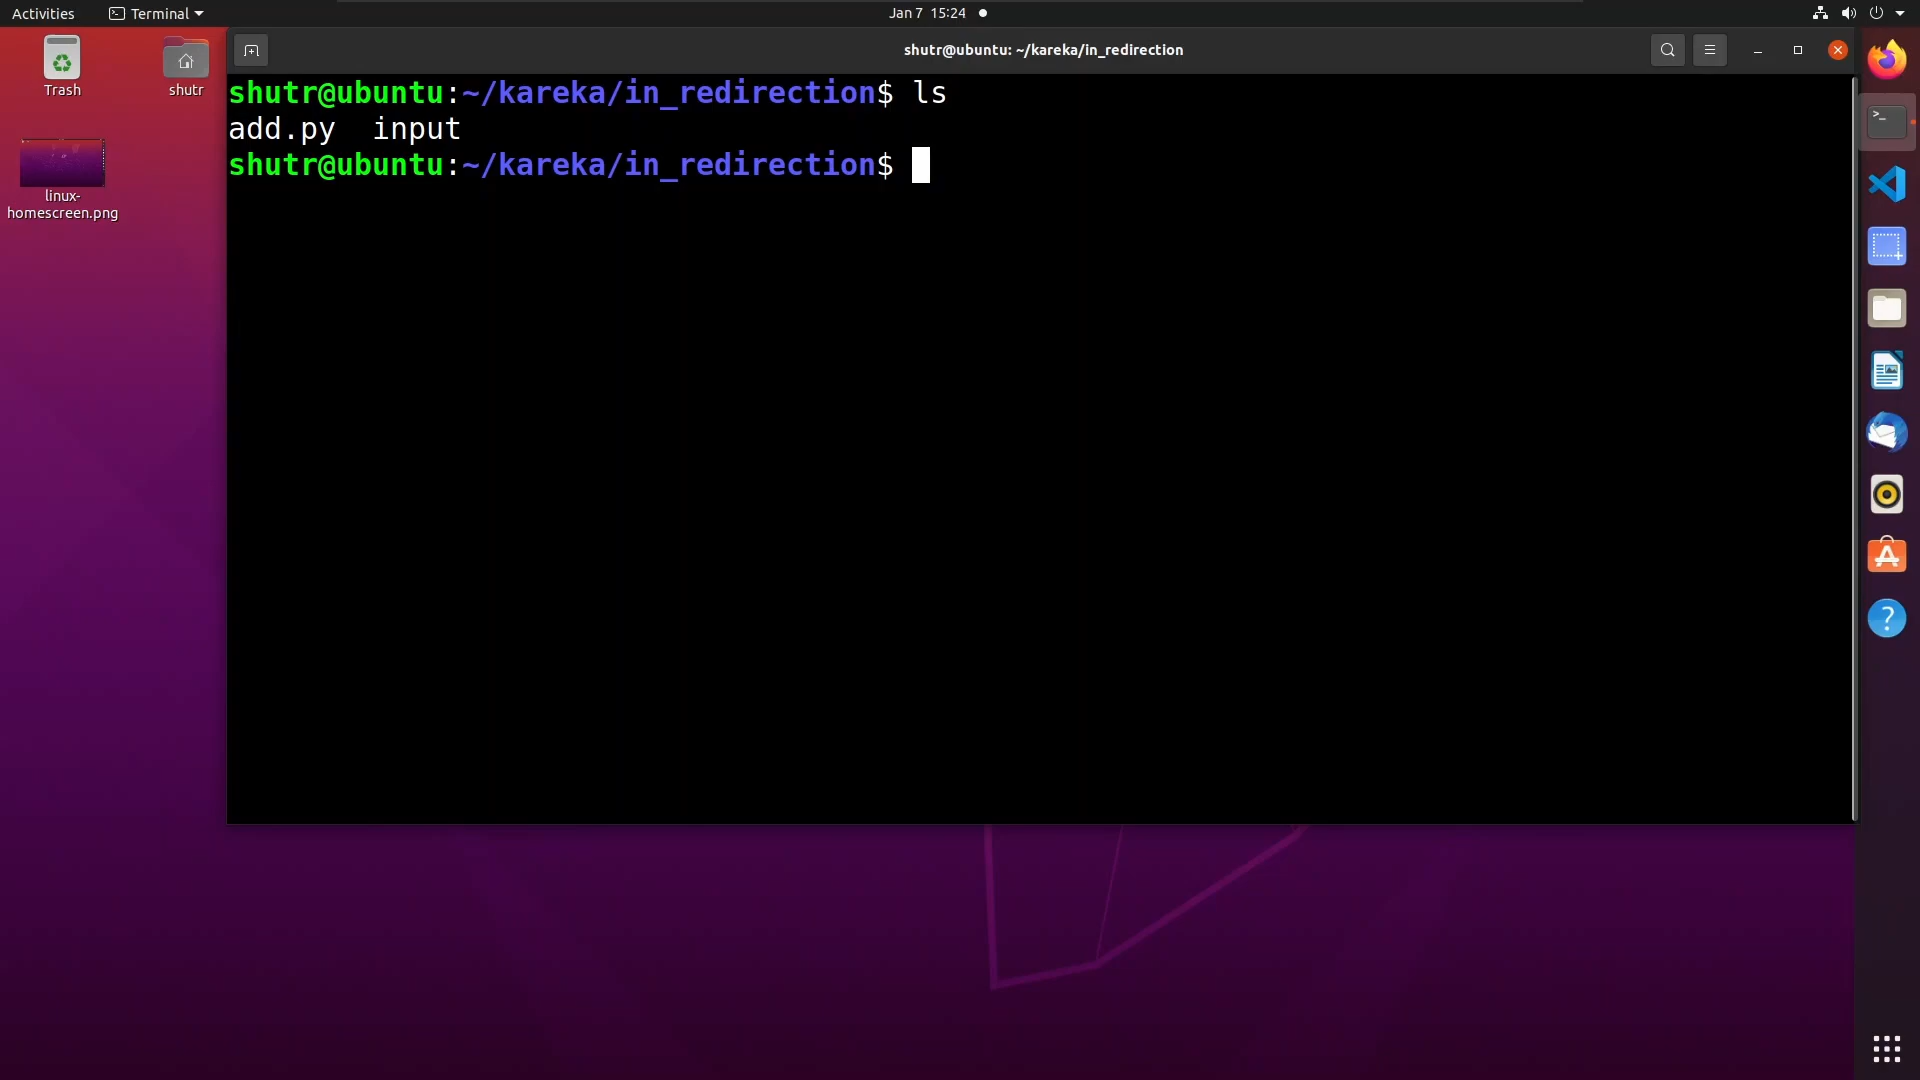 Activities
Terminal
Jan 7 15:24
Trash
shutr
linux-
homescreen.png
shutr@ubuntu: ~/kareka/in_redirection
shutr@ubuntu:~/kareka/in_redirection$ ls
add.py input
shutr@ubuntu:~/kareka/in_redirection$